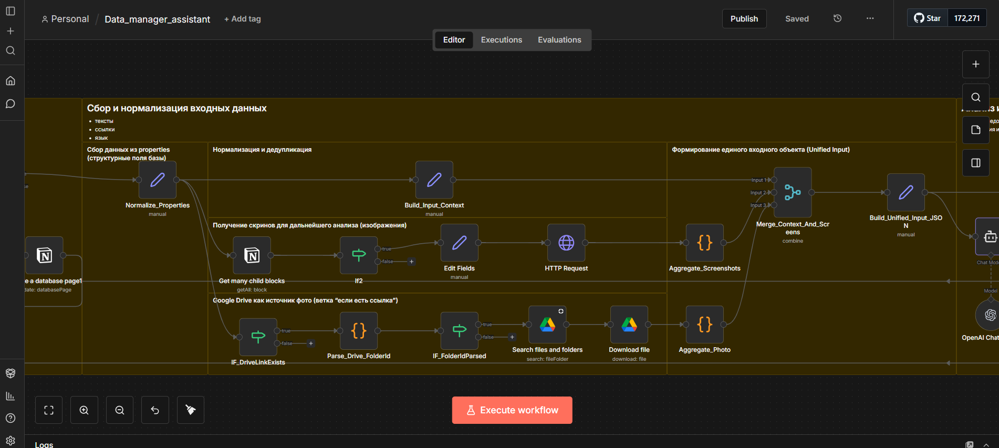 Personal / Data_manager_assistant + Add tag
Publish Saved ... Star 172,271
Editor Executions Evaluations
Сбор и нормализация входных данных
• тексты
• ссылки
• язык
Сбор данных из properties
(структурные поля базы)
Нормализация и дедупликация
Формирование единого входного объекта (Unified Input)
Normalize_Properties
manual
Build_Input_Context
manual
Input 1
Input 2
Input 3
Merge_Context_And_Scr
eens
combine
Build_Unified_Input_JSO
N
manual
Получение скринов для дальнейшего анализа (изображения)
e a database page1
date: databasePage
Get many child blocks
getAll: block
If2
true
false
Edit Fields
manual
HTTP Request
Aggregate_Screenshots
Chat Mod
Model
OpenAI Chat
Google Drive как источник фото (ветка “если есть ссылка”)
IF_DriveLinkExists
true
false
Parse_Drive_FolderId
IF_FolderIdParsed
true
false
Search files and folders
search: fileFolder
Download file
download: file
Aggregate_Photo
Execute workflow
Logs